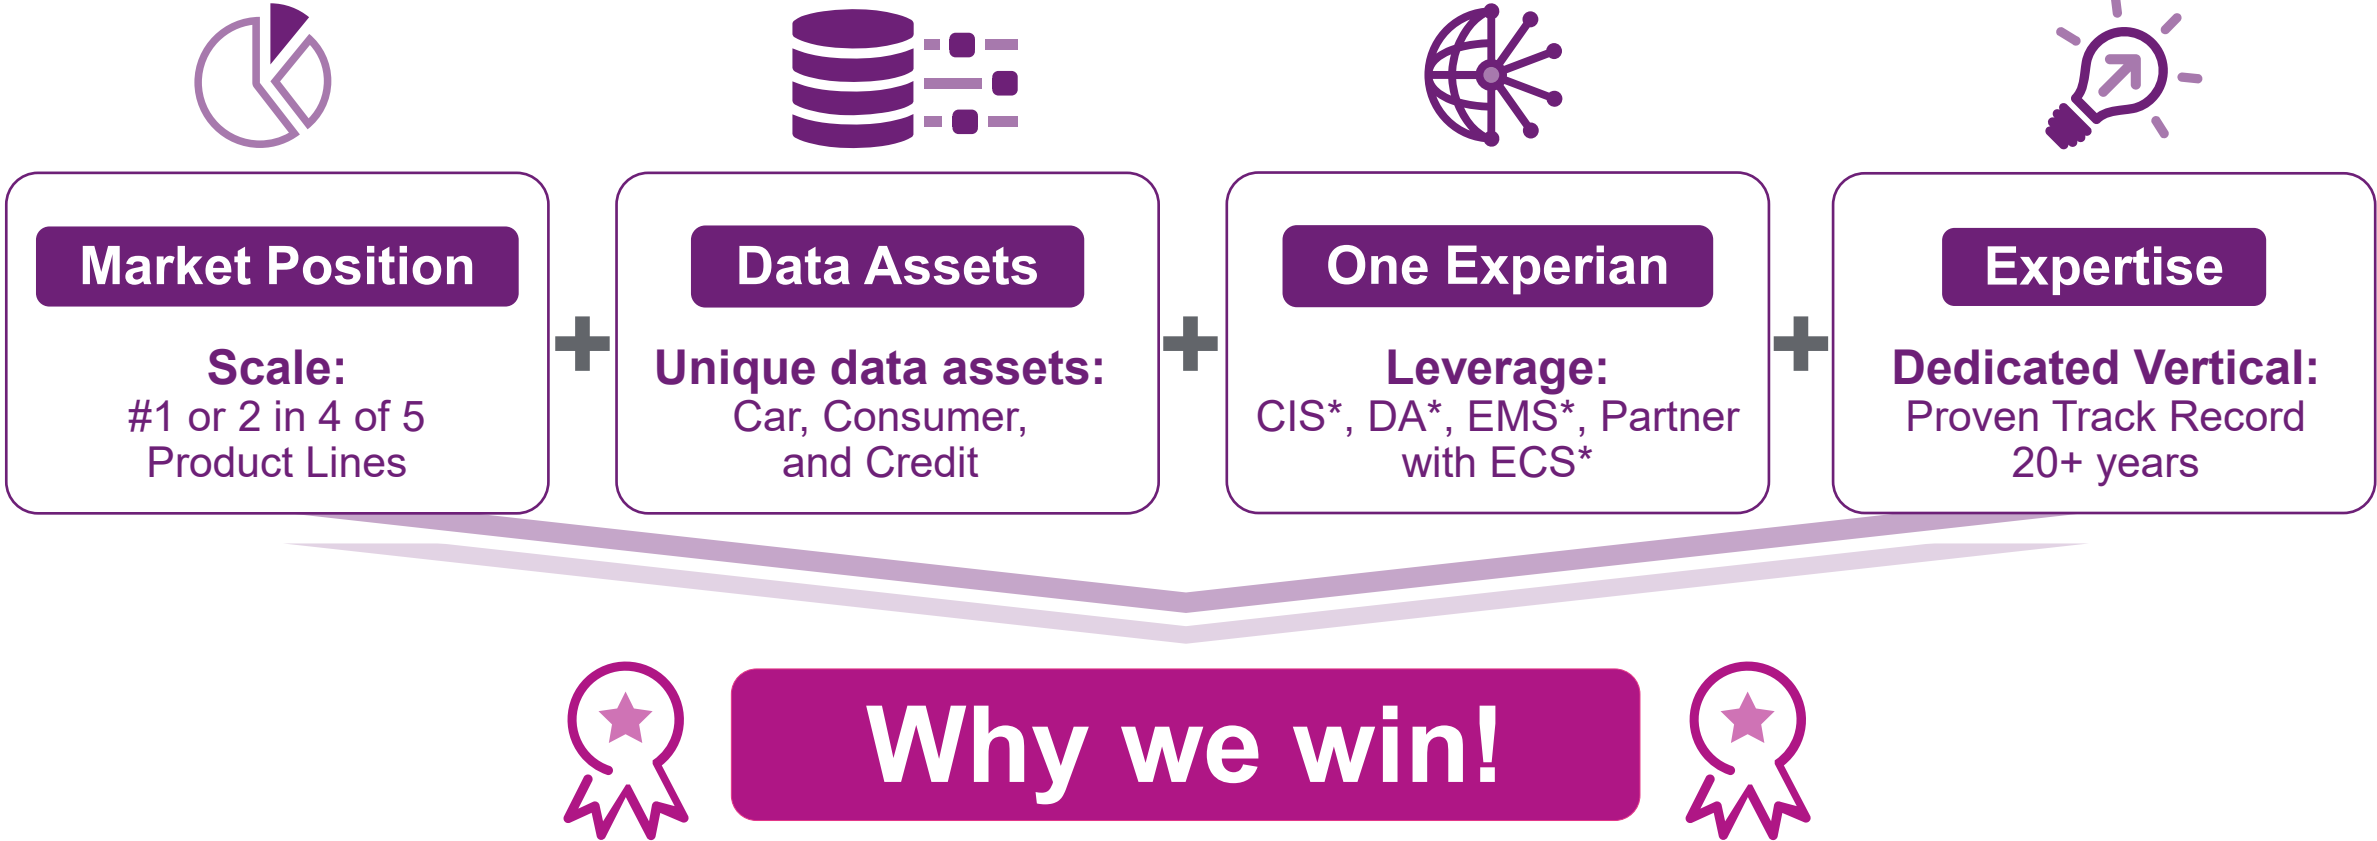 Market Position
Scale:
#1 or 2 in 4 of 5
Product Lines
Data Assets
Unique data assets:
Car, Consumer,
and Credit
One Experian
Leverage:
CIS*, DA*, EMS*, Partner
with ECS*
Expertise
Dedicated Vertical:
Proven Track Record
20+ years
Why we win!